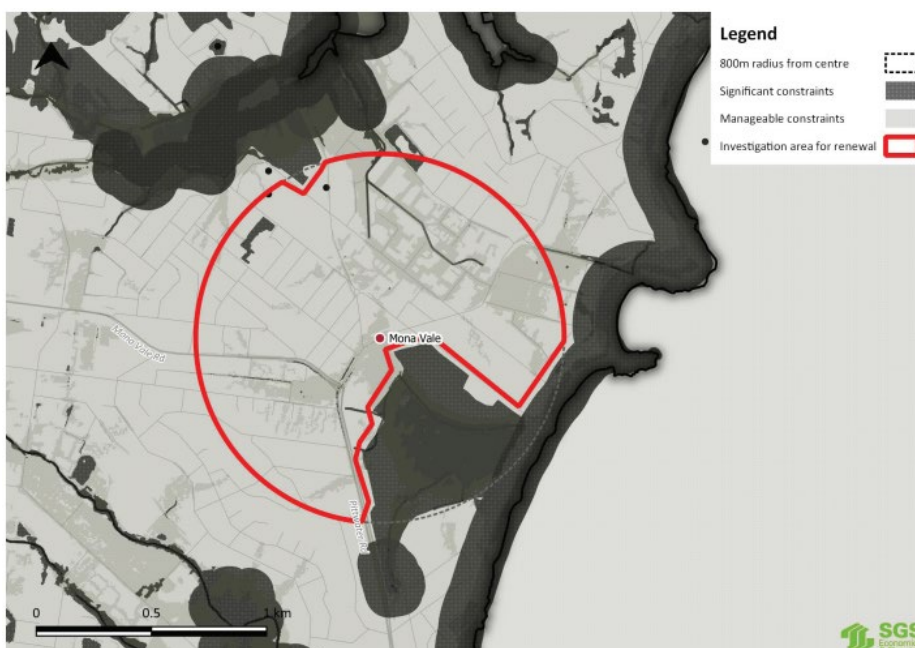 Legend
800m radius from centre
Significant constraints
Manageable constraints
Investigation area for renewal
Mona Vale
Mona Vale Rd
Pittwater Rd
0 0.5 1 km
SGS
Economics